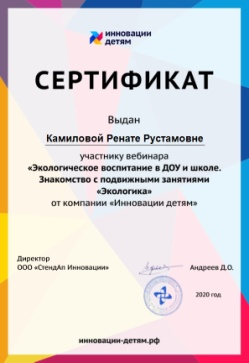 инновации
детям
СЕРТИФИКАТ
Выдан
Камиловой Ренате Рустамовне
участнику вебинара
«Экологическое воспитание в ДОУ и школе.
Знакомство с подвижными занятиями
«Экологика»
от компании «Инновации детям»
Директор
ООО «СтендАп Инновации»
Андреев Д.О.
2020 год
инновации-детям.рф